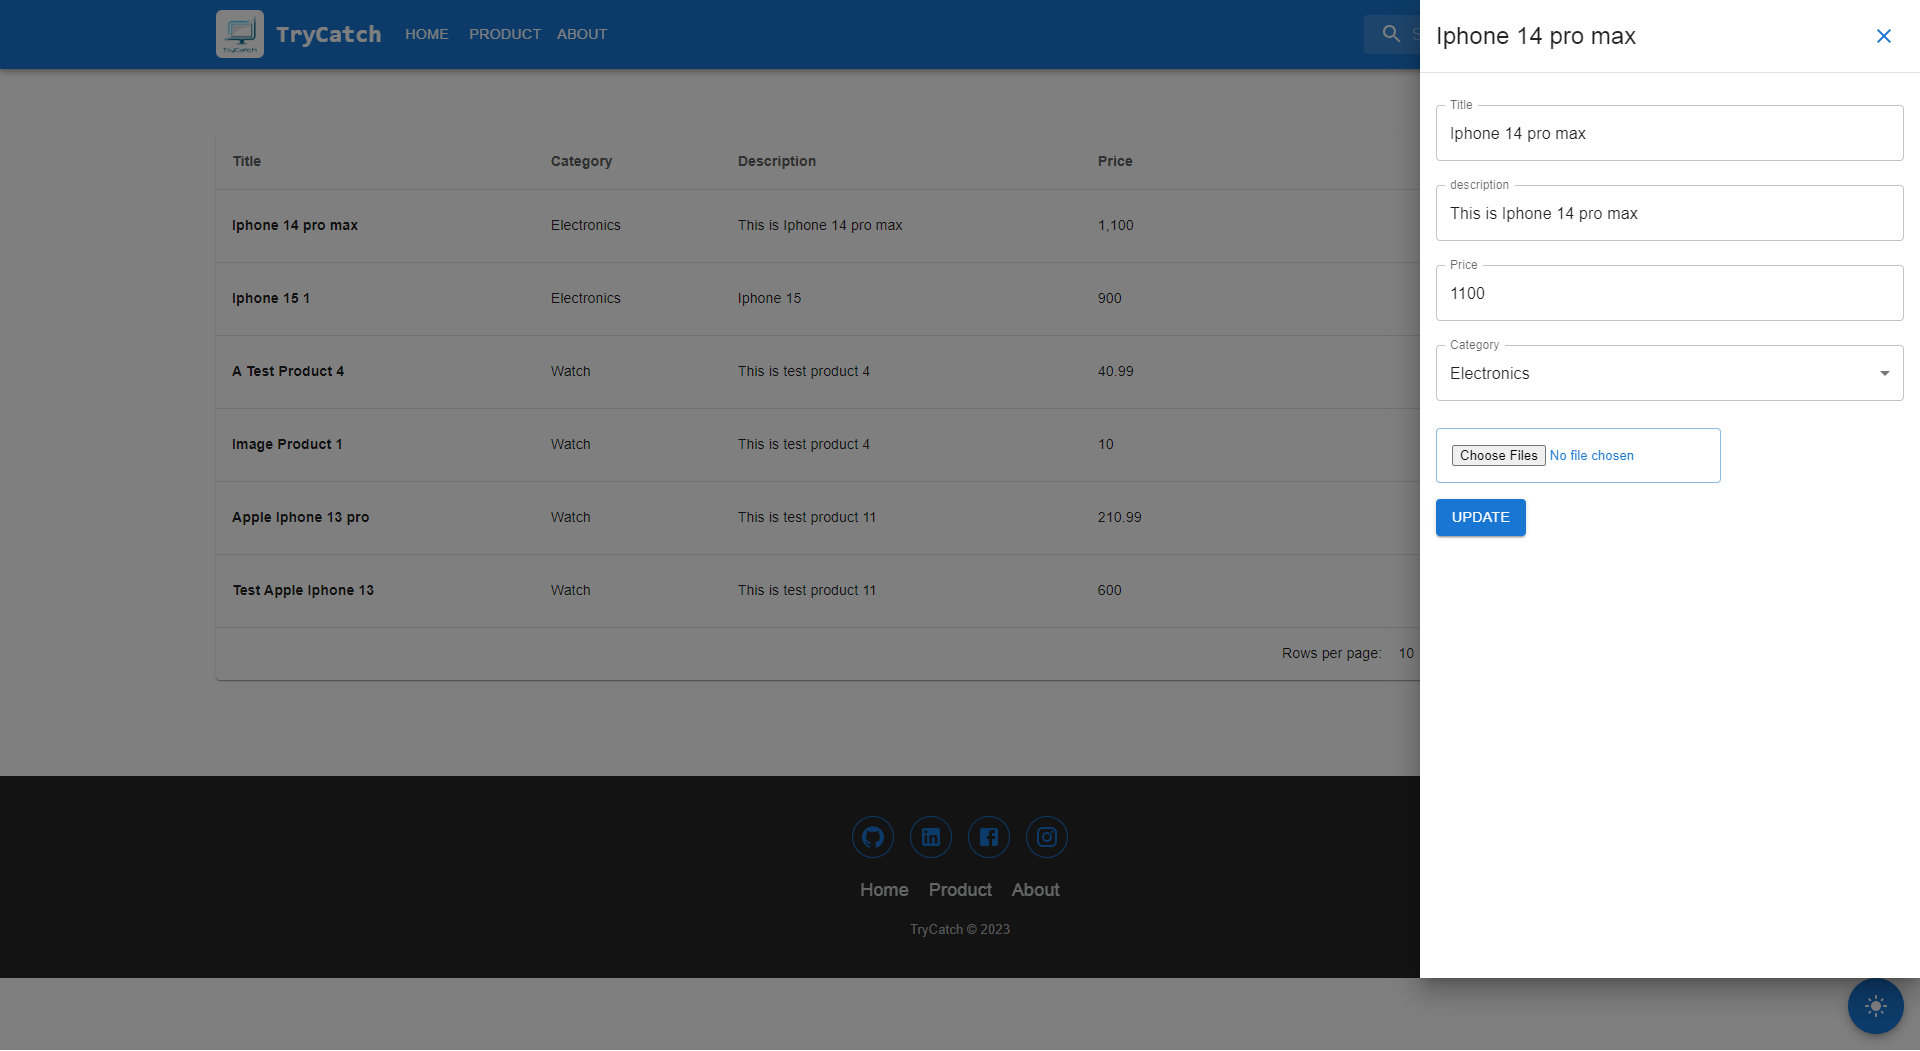 TryCatch
TryCatch HOME PRODUCT ABOUT S
Title Category Description Price
Iphone 14 pro max Electronics This is Iphone 14 pro max 1,100
Iphone 15 1 Electronics Iphone 15 900
A Test Product 4 Watch This is test product 4 40.99
Image Product 1 Watch This is test product 4 10
Apple Iphone 13 pro Watch This is test product 11 210.99
Test Apple Iphone 13 Watch This is test product 11 600
Rows per page: 10
Home Product About
TryCatch © 2023
Iphone 14 pro max
Title
Iphone 14 pro max
description
This is Iphone 14 pro max
Price
1100
Category
Electronics
Choose Files No file chosen
UPDATE